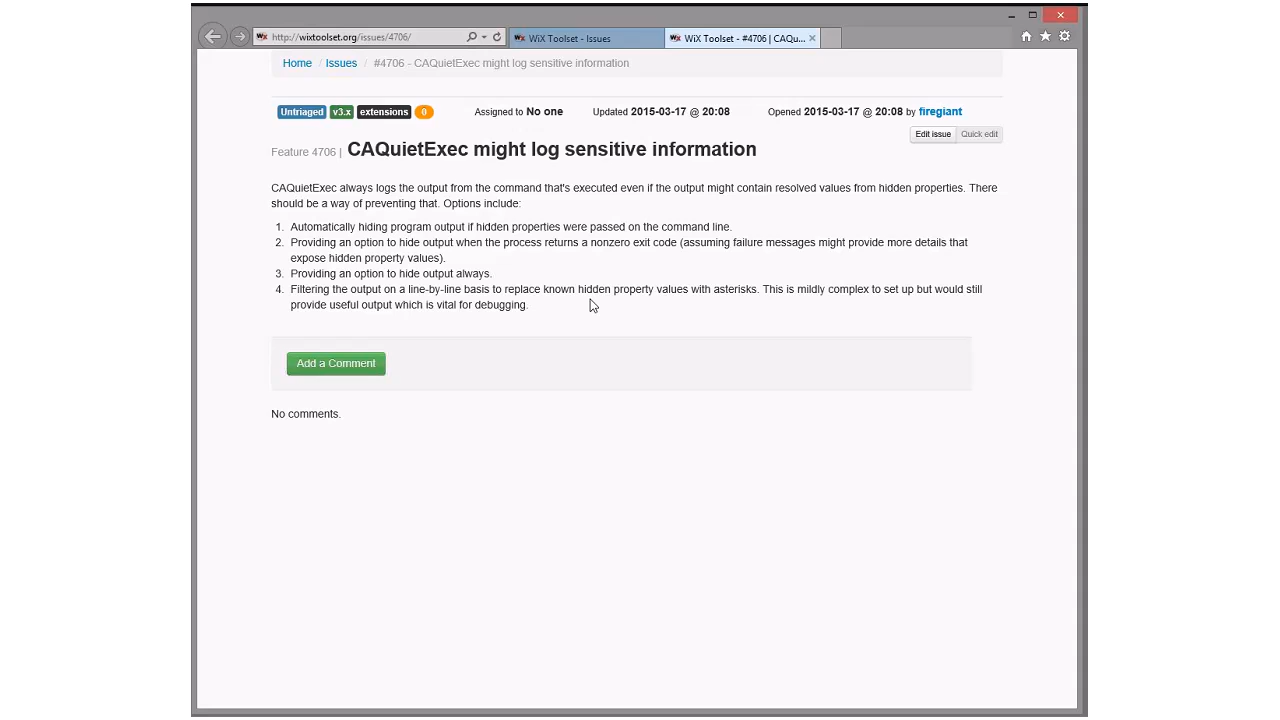 http://wixtoolset.org/issues/4706/
WiX Toolset - Issues
WiX Toolset - #4706 | CAQu...
Home / Issues / #4706 - CAQuietExec might log sensitive information
Untriaged v3.x extensions 0 Assigned to No one Updated 2015-03-17 @ 20:08 Opened 2015-03-17 @ 20:08 by firegiant
Edit issue Quick edit
Feature 4706 | CAQuietExec might log sensitive information
CAQuietExec always logs the output from the command that's executed even if the output might contain resolved values from hidden properties. There
should be a way of preventing that. Options include:
1. Automatically hiding program output if hidden properties were passed on the command line.
2. Providing an option to hide output when the process returns a nonzero exit code (assuming failure messages might provide more details that
expose hidden property values).
3. Providing an option to hide output always.
4. Filtering the output on a line-by-line basis to replace known hidden property values with asterisks. This is mildly complex to set up but would still
provide useful output which is vital for debugging.
Add a Comment
No comments.